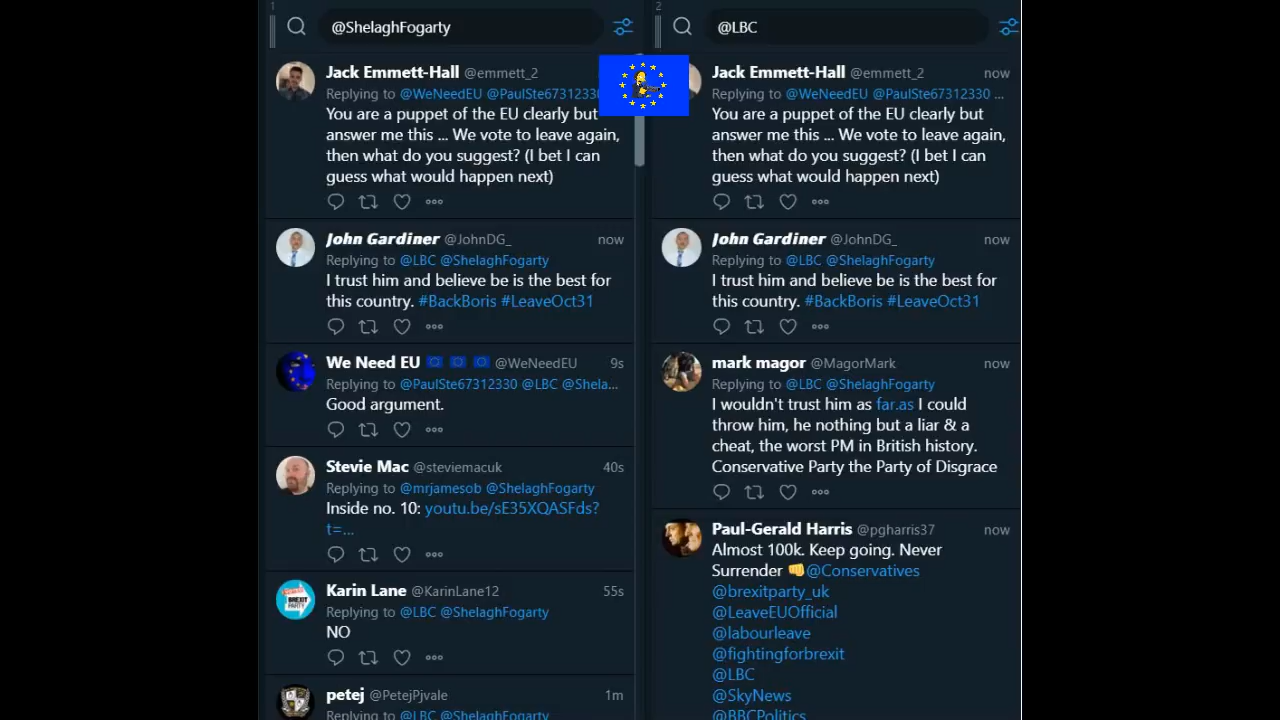 1
@ShelaghFogarty
Jack Emmett-Hall @emmett_2
Replying to @WeNeedEU @PaulSte67312330
You are a puppet of the EU clearly but
answer me this ... We vote to leave again,
then what do you suggest? (I bet I can
guess what would happen next)
John Gardiner @JohnDG_ now
Replying to @LBC @ShelaghFogarty
I trust him and believe be is the best for
this country. #BackBoris #LeaveOct31
We Need EU @WeNeedEU 9s
Replying to @PaulSte67312330 @LBC @Shela...
Good argument.
Stevie Mac @steviemacuk 40s
Replying to @mrjamesob @ShelaghFogarty
Inside no. 10: youtu.be/sE35XQASFds?
t=...
Karin Lane @KarinLane12 55s
Replying to @LBC @ShelaghFogarty
NO
petej @PetejPjvale 1m
Replying to @LBC @ShelaghFogarty
2
@LBC
Jack Emmett-Hall @emmett_2 now
Replying to @WeNeedEU @PaulSte67312330 ...
You are a puppet of the EU clearly but
answer me this ... We vote to leave again,
then what do you suggest? (I bet I can
guess what would happen next)
John Gardiner @JohnDG_ now
Replying to @LBC @ShelaghFogarty
I trust him and believe be is the best for
this country. #BackBoris #LeaveOct31
mark magor @MagorMark now
Replying to @LBC @ShelaghFogarty
I wouldn't trust him as far.as I could
throw him, he nothing but a liar & a
cheat, the worst PM in British history.
Conservative Party the Party of Disgrace
Paul-Gerald Harris @pgharris37 now
Almost 100k. Keep going. Never
Surrender 👊@Conservatives
@brexitparty_uk
@LeaveEUOfficial
@labourleave
@fightingforbrexit
@LBC
@SkyNews
@BBCPolitics